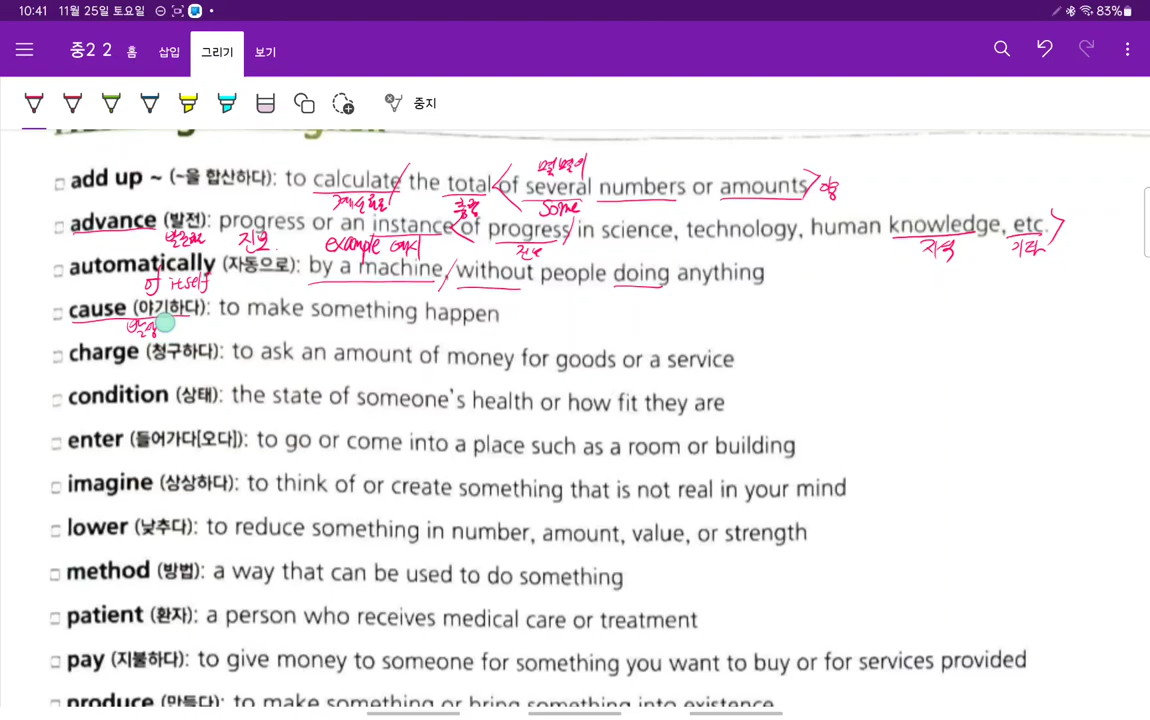 10:41 11월 25일 토요일 83%
중2 2 홈 삽입 그리기 보기
중지
몇몇의
add up ~ (~을 합산하다): to calculate the total of several numbers or amounts 양
some
advance (발전): progress or an instance of progress in science, technology, human knowledge, etc.
진보 example 지식 기타
automatically (자동으로): by a machine, without people doing anything
of itself
cause (야기하다): to make something happen
charge (청구하다): to ask an amount of money for goods or a service
condition (상태): the state of someone's health or how fit they are
enter (들어가다[오다]): to go or come into a place such as a room or building
imagine (상상하다): to think of or create something that is not real in your mind
lower (낮추다): to reduce something in number, amount, value, or strength
method (방법): a way that can be used to do something
patient (환자): a person who receives medical care or treatment
pay (지불하다): to give money to someone for something you want to buy or for services provided
produce (만들다): to make something or bring something into existence